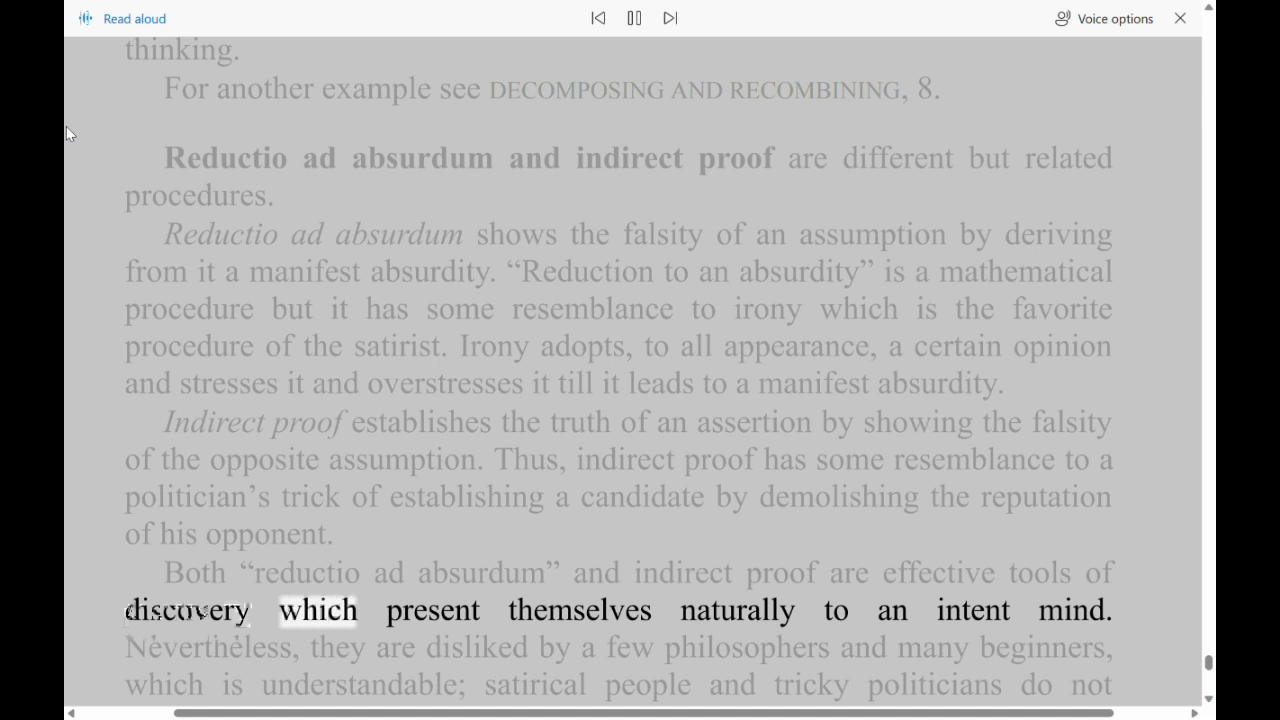 Read aloud
Voice options
thinking.
For another example see DECOMPOSING AND RECOMBINING, 8.
Reductio ad absurdum and indirect proof are different but related
procedures.
Reductio ad absurdum shows the falsity of an assumption by deriving
from it a manifest absurdity. “Reduction to an absurdity” is a mathematical
procedure but it has some resemblance to irony which is the favorite
procedure of the satirist. Irony adopts, to all appearance, a certain opinion
and stresses it and overstresses it till it leads to a manifest absurdity.
Indirect proof establishes the truth of an assertion by showing the falsity
of the opposite assumption. Thus, indirect proof has some resemblance to a
politician’s trick of establishing a candidate by demolishing the reputation
of his opponent.
Both “reductio ad absurdum” and indirect proof are effective tools of
discovery which present themselves naturally to an intent mind.
Nevertheless, they are disliked by a few philosophers and many beginners,
which is understandable; satirical people and tricky politicians do not